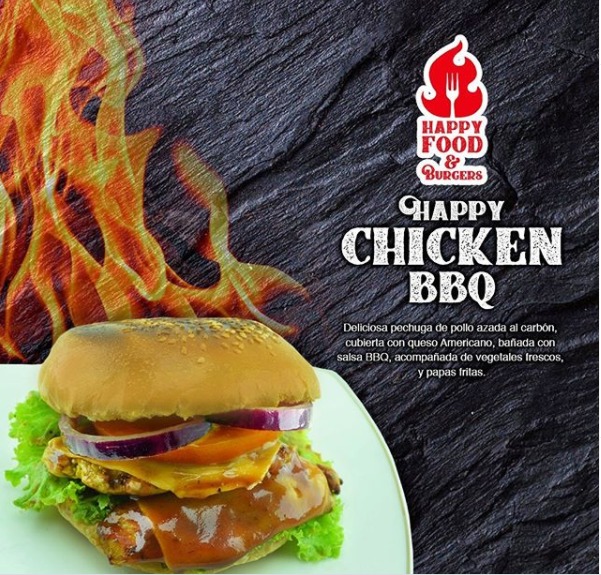 HAPPY
FOOD
&
BURGERS
HAPPY
CHICKEN
BBQ
Deliciosa pechuga de pollo azada al carbón,
cubierta con queso Americano, bañada con
salsa BBQ, acompañada de vegetales frescos,
y papas fritas.